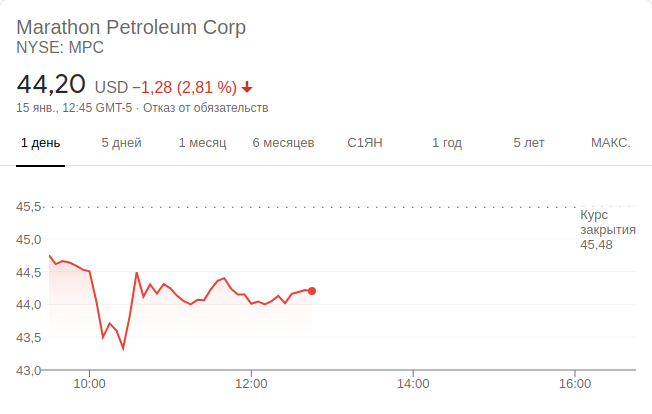 Marathon Petroleum Corp
NYSE: MPC
44,20 USD −1,28 (2,81 %)
15 янв., 12:45 GMT-5 · Отказ от обязательств
1 день 5 дней 1 месяц 6 месяцев С1ЯН 1 год 5 лет МАКС.
45,5
Курс
закрытия
45,48
45,0
44,5
44,0
43,5
43,0
10:00 12:00 14:00 16:00